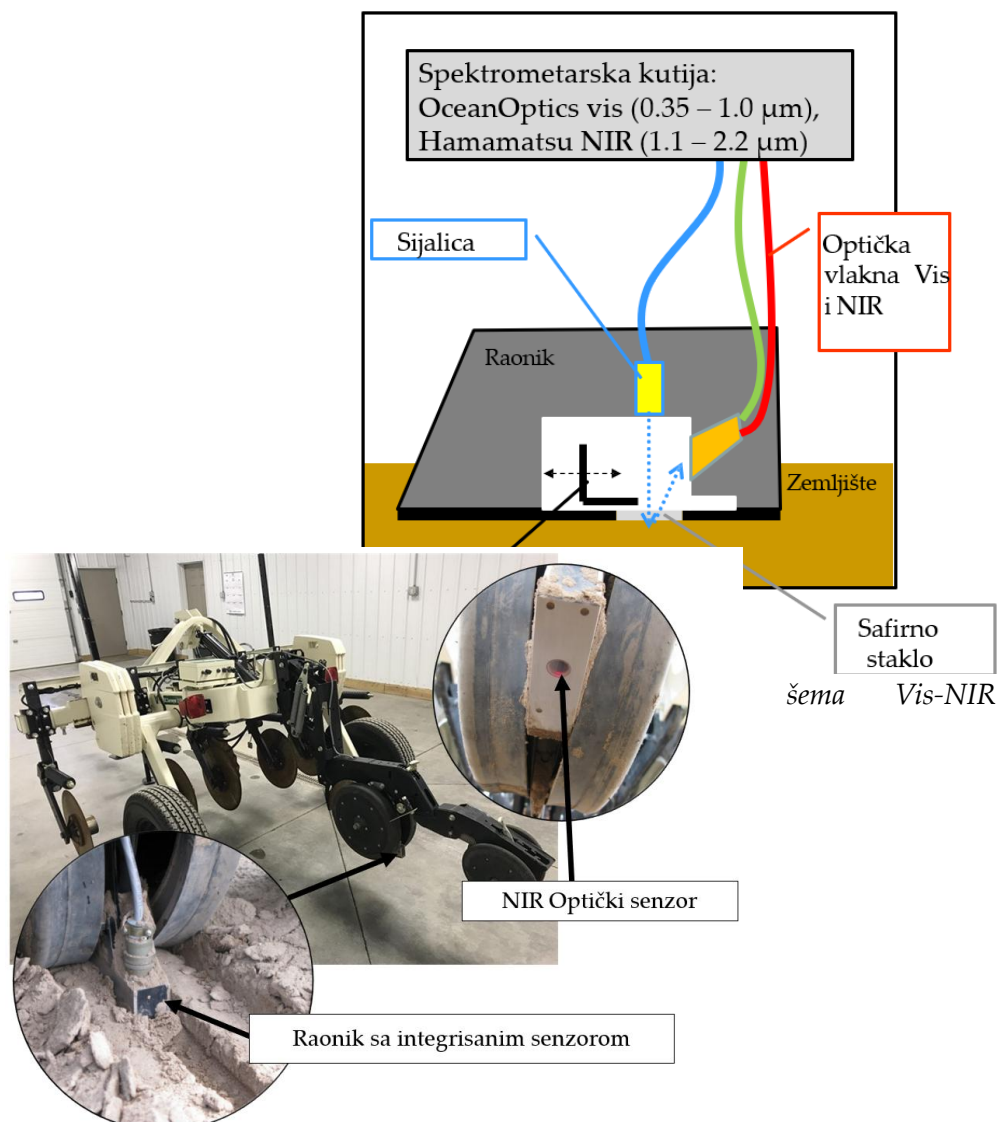 Spektrometarska kutija:
OceanOptics vis (0.35 – 1.0 µm),
Hamamatsu NIR (1.1 – 2.2 µm)
Sijalica
Optička
vlakna Vis
i NIR
Raonik
Zemljište
Safirno
staklo
šema Vis-NIR
NIR Optički senzor
Raonik sa integrisanim senzorom